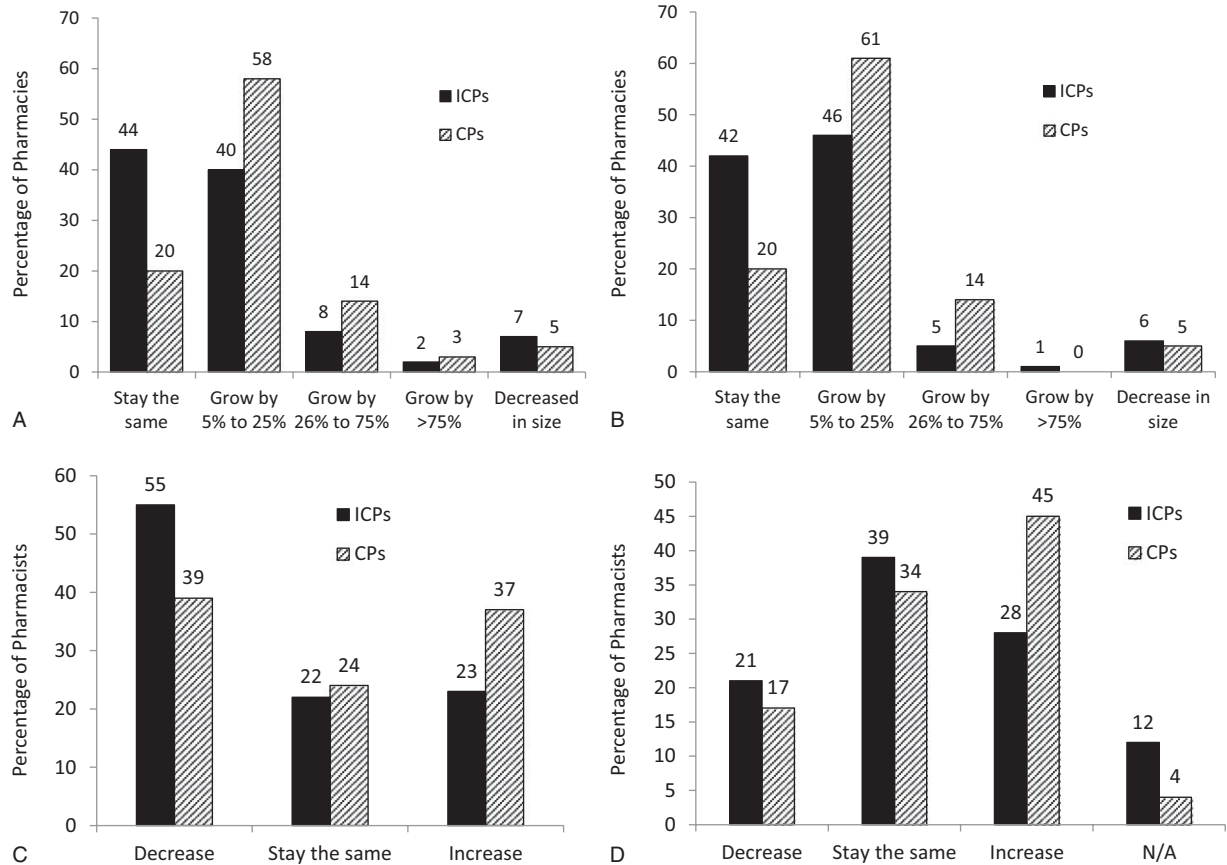 70
60
50
40
30
20
10
0
Percentage of Pharmacies
44
20
40
58
8
14
2
3
7
5
ICPs
CPs
Stay the same
Grow by 5% to 25%
Grow by 26% to 75%
Grow by >75%
Decreased in size
A
70
60
50
40
30
20
10
0
Percentage of Pharmacies
42
20
46
61
5
14
1
0
6
5
ICPs
CPs
Stay the same
Grow by 5% to 25%
Grow by 26% to 75%
Grow by >75%
Decrease in size
B
60
50
40
30
20
10
0
Percentage of Pharmacists
55
39
22
24
23
37
ICPs
CPs
Decrease
Stay the same
Increase
C
50
45
40
35
30
25
20
15
10
5
0
Percentage of Pharmacists
21
17
39
34
28
45
12
4
ICPs
CPs
Decrease
Stay the same
Increase
N/A
D